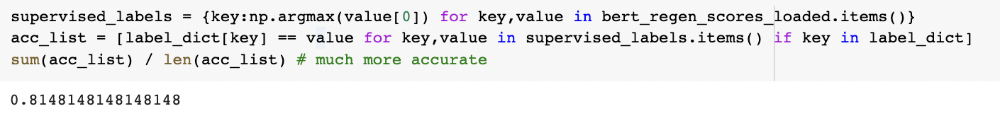 supervised_labels = {key:np.argmax(value[0]) for key,value in bert_regen_scores_loaded.items()}
acc_list = [label_dict[key] == value for key,value in supervised_labels.items() if key in label_dict]
sum(acc_list) / len(acc_list) # much more accurate
0.8148148148148148